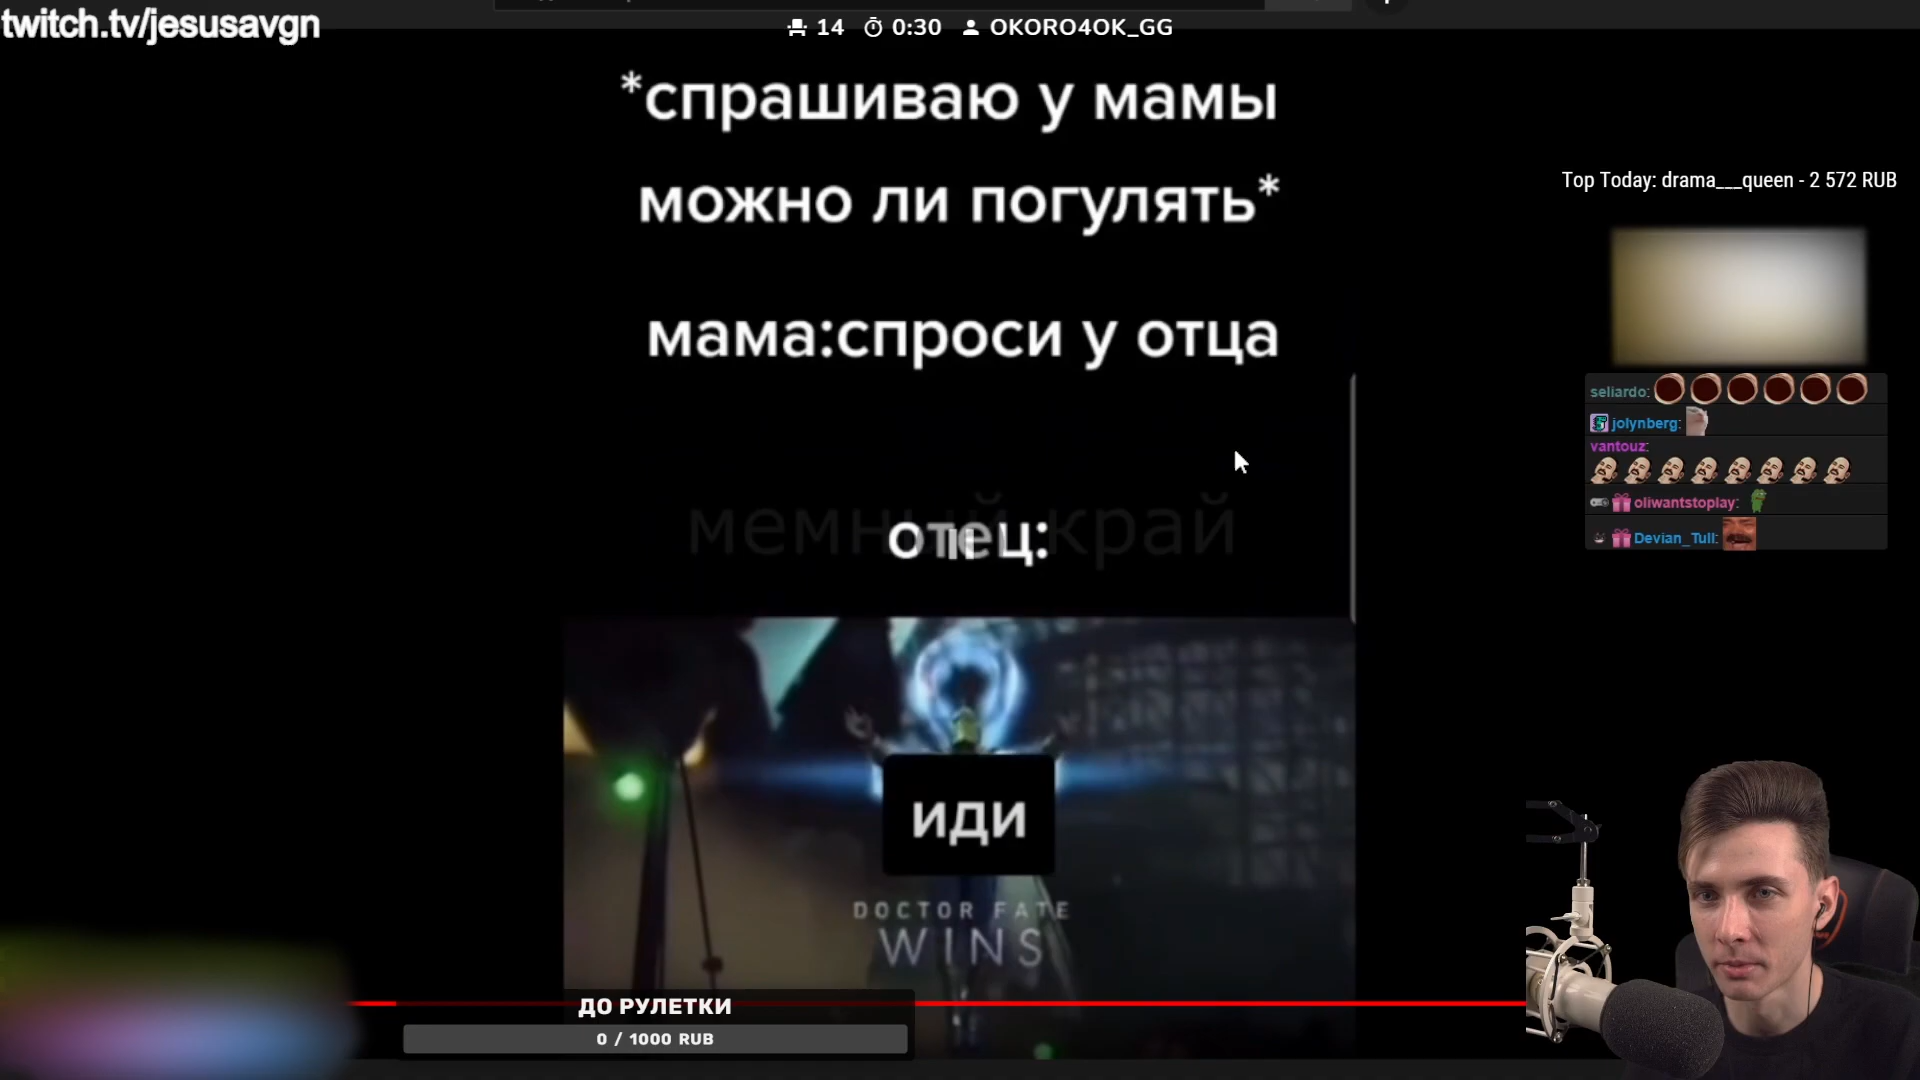 twitch.tv/jesusavgn
14 0:30 OKORO4OK_GG
*спрашиваю у мамы
можно ли погулять*
Top Today: drama___queen - 2 572 RUB
мама:спроси у отца
seliardo:
jolynberg:
vantouz:
oliwantstoplay:
Devian_Tull:
мемный край
отец:
иди
DOCTOR FATE
WINS
ДО РУЛЕТКИ
0 / 1000 RUB